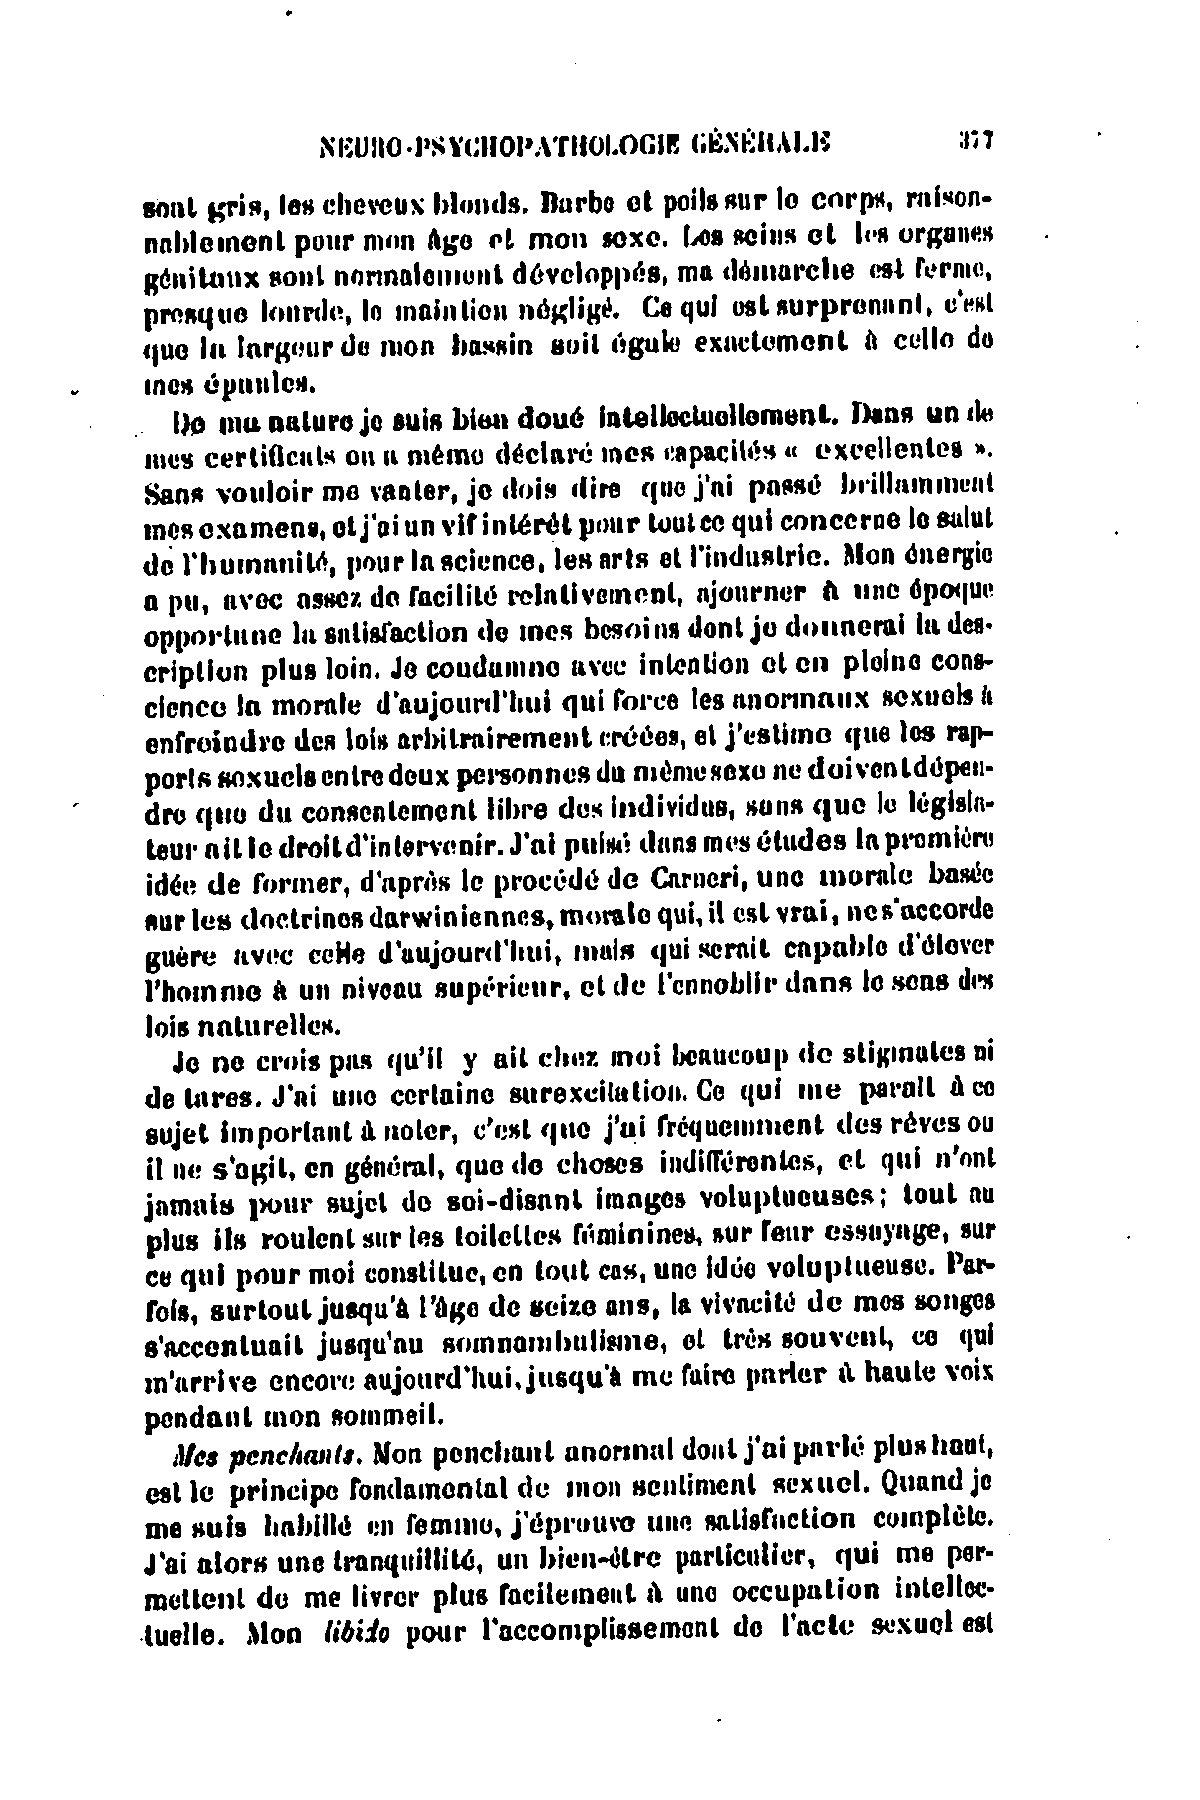 NEURO-PSYCHOPATHOLOGIE GÉNÉRALE 377
sont gris, les cheveux blonds. Barbe et poils sur le corps, raison-
nablement pour mon âge et mon sexe. Les seins et les organes
génitaux sont normalement développés, ma démarche est ferme,
presque lourde, le maintien négligé. Ce qui est surprenant, c'est
que la largeur de mon bassin soit égale exactement à celle de
mes épaules.
De ma nature je suis bien doué intellectuellement. Dans un de
mes certificats on a même déclaré mes capacités « excellentes ».
Sans vouloir me vanter, je dois dire que j'ai passé brillamment
mes examens, et j'ai un vif intérêt pour tout ce qui concerne le salut
de l'humanité, pour la science, les arts et l'industrie. Mon énergie
a pu, avec assez de facilité relativement, ajourner à une époque
opportune la satisfaction de mes besoins dont je donnerai la des-
cription plus loin. Je condamne avec intention et en pleine cons-
cience la morale d'aujourd'hui qui force les anormaux sexuels à
enfreindre des lois arbitrairement créées, et j'estime que les rap-
ports sexuels entre deux personnes du même sexe ne doivent dépen-
dre que du consentement libre des individus, sans que le législa-
teur ait le droit d'intervenir. J'ai puisé dans mes études la première
idée de former, d'après le procédé de Carneri, une morale basée
sur les doctrines darwiniennes, morale qui, il est vrai, ne s'accorde
guère avec celle d'aujourd'hui, mais qui serait capable d'élever
l'homme à un niveau supérieur, et de l'ennoblir dans le sens des
lois naturelles.
Je ne crois pas qu'il y ait chez moi beaucoup de stigmates ni
de tares. J'ai une certaine surexcitation. Ce qui me paraît à ce
sujet important à noter, c'est que j'ai fréquemment des rêves ou
il ne s'agit, en général, que de choses indifférentes, et qui n'ont
jamais pour sujet de soi-disant images voluptueuses; tout au
plus ils roulent sur les toilettes féminines, sur leur essayage, sur
ce qui pour moi constitue, en tout cas, une idée voluptueuse. Par-
fois, surtout jusqu'à l'âge de seize ans, la vivacité de mes songes
s'accentuait jusqu'au somnambulisme, et très souvent, ce qui
m'arrive encore aujourd'hui, jusqu'à me faire parler à haute voix
pendant mon sommeil.
Mes penchants. Mon penchant anormal dont j'ai parlé plus haut,
est le principe fondamental de mon sentiment sexuel. Quand je
me suis habillé en femme, j'éprouve une satisfaction complète.
J'ai alors une tranquillité, un bien-être particulier, qui me per-
mettent de me livrer plus facilement à une occupation intellec-
tuelle. Mon libido pour l'accomplissement de l'acte sexuel est